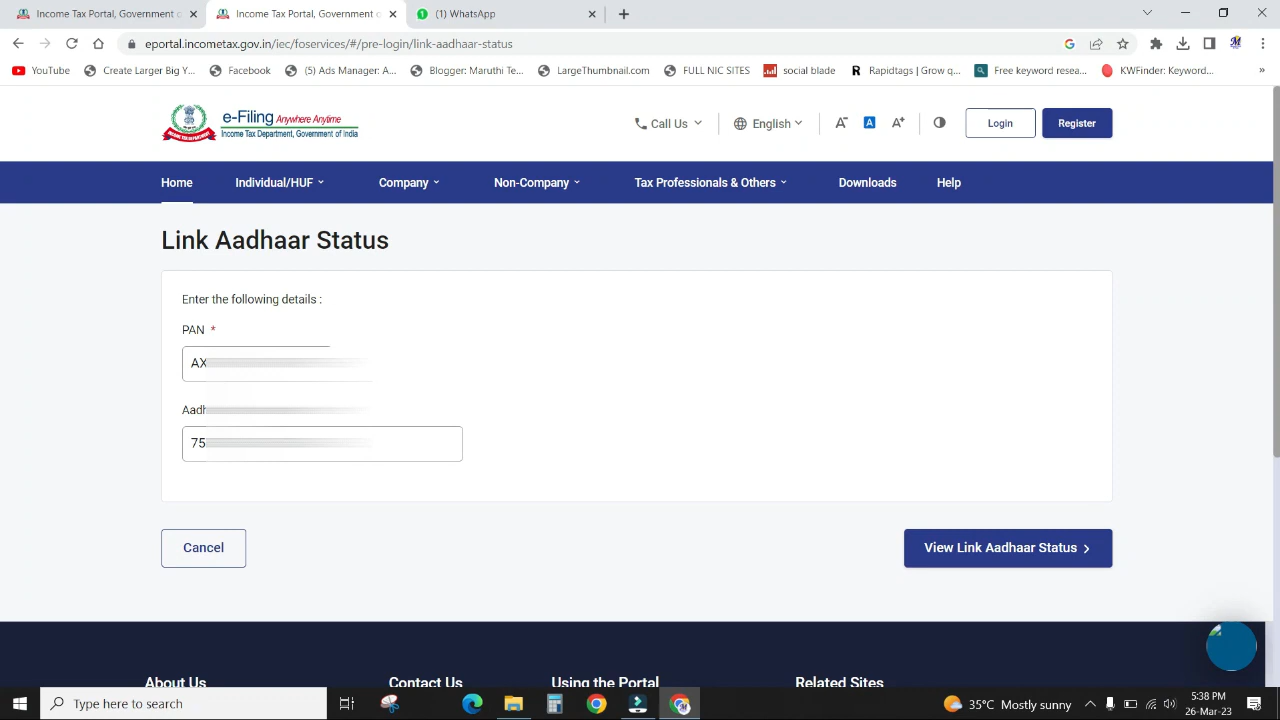 Income Tax Portal, Government o
Income Tax Portal, Government o
(1) WhatsApp
eportal.incometax.gov.in/iec/foservices/#/pre-login/link-aadhaar-status
YouTube
Create Larger Big Y...
Facebook
(5) Ads Manager: A...
Blogger: Maruthi Te...
LargeThumbnail.com
FULL NIC SITES
social blade
Rapidtags | Grow q...
Free keyword resea...
KWFinder: Keyword...
»
e-Filing Anywhere Anytime
Income Tax Department, Government of India
Call Us
English
A-
A
A+
Login
Register
Home
Individual/HUF
Company
Non-Company
Tax Professionals & Others
Downloads
Help
Link Aadhaar Status
Enter the following details :
PAN *
AX
Aadh
75
Cancel
View Link Aadhaar Status >
About Us
Contact Us
Using the Portal
Related Sites
Type here to search
35°C Mostly sunny
5:38 PM
26-Mar-23